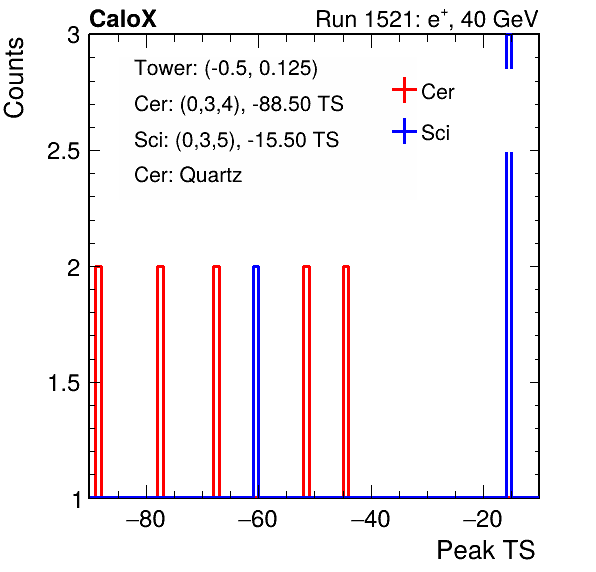 CaloX Run 1521: e+, 40 GeV
Counts
3
Tower: (-0.5, 0.125)
Cer: (0,3,4), -88.50 TS
Sci: (0,3,5), -15.50 TS
Cer: Quartz
Cer
Sci
2.5
2
1.5
1
−80 −60 −40 −20
Peak TS